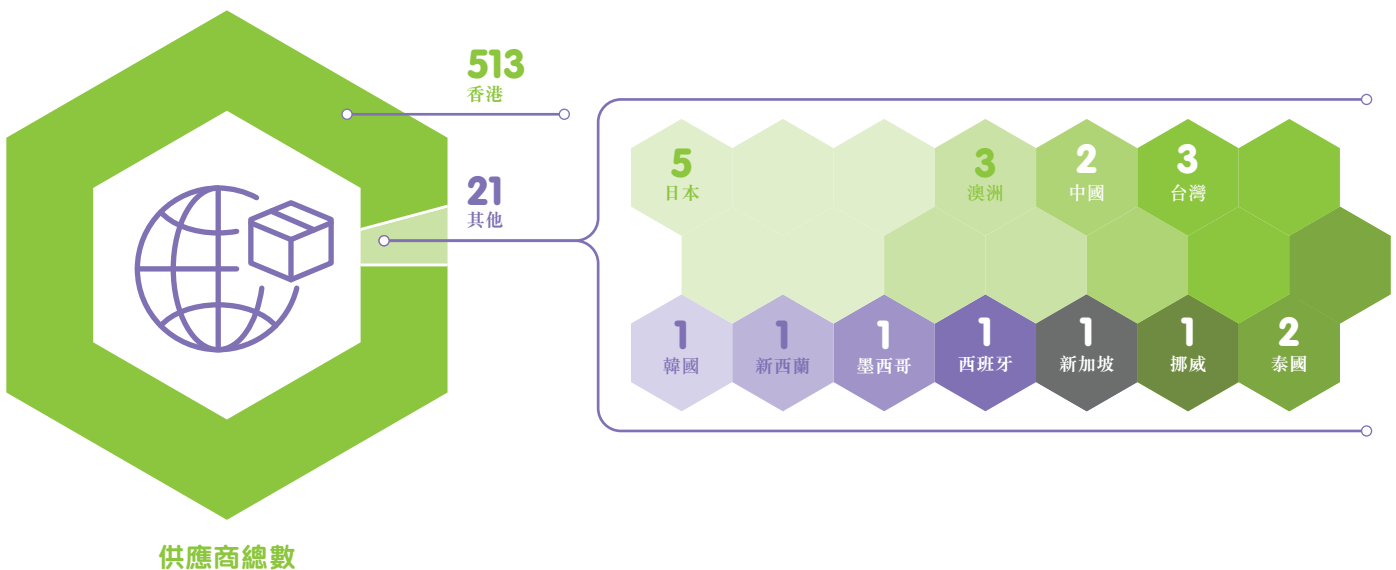 513
香港
21
其他
5
日本
3
澳洲
2
中國
3
台灣
1
韓國
1
新西蘭
1
墨西哥
1
西班牙
1
新加坡
1
挪威
2
泰國
供應商總數